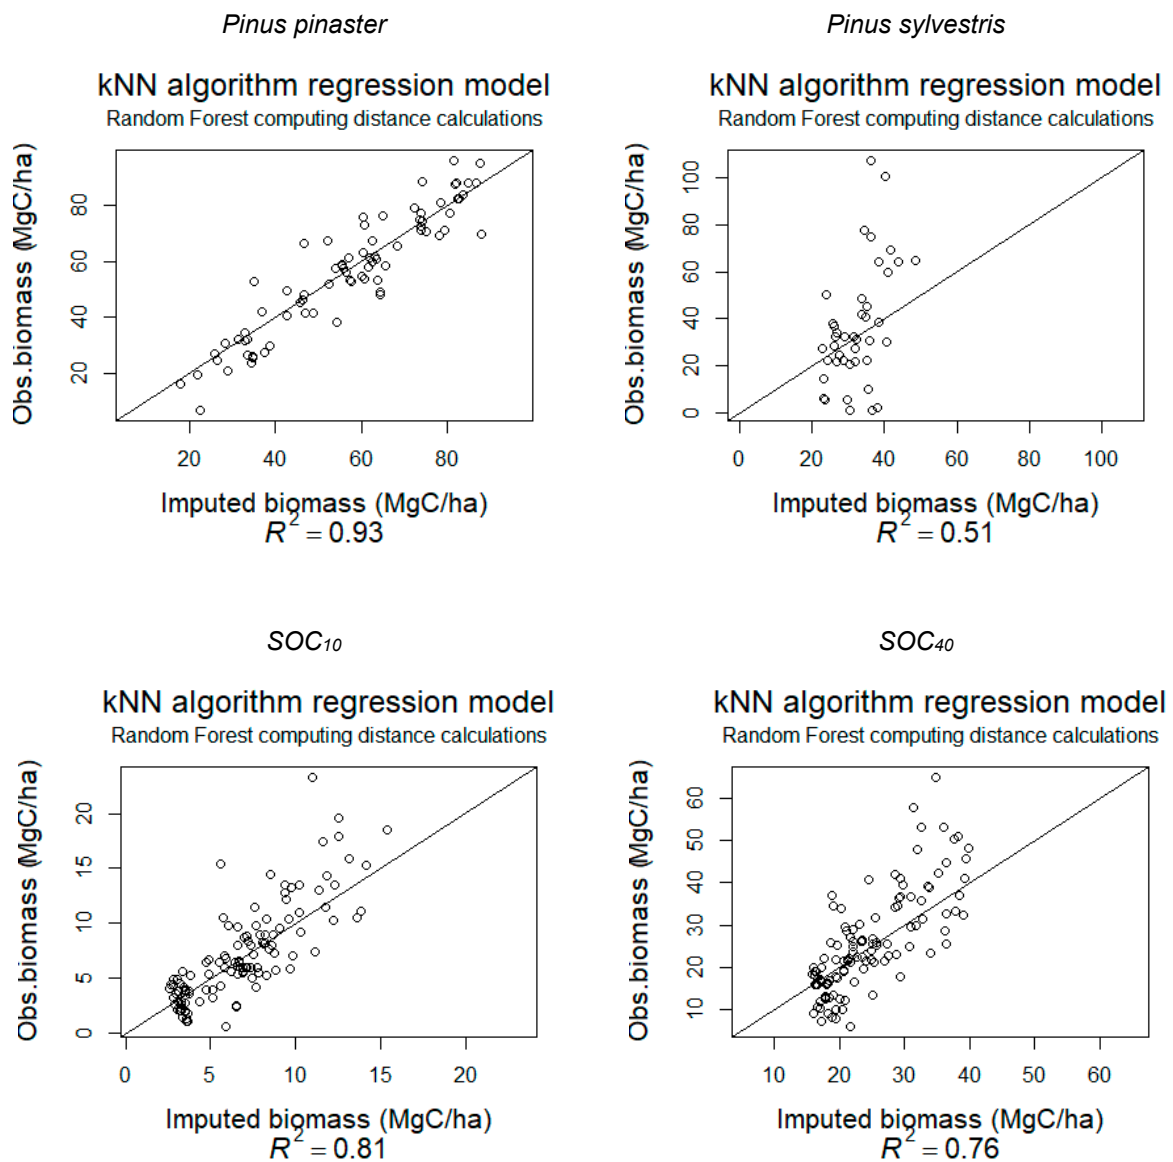 Pinus pinaster
kNN algorithm regression model
Random Forest computing distance calculations
Obs.biomass (MgC/ha)
80
60
40
20
20 40 60 80
Imputed biomass (MgC/ha)
R² = 0.93
Pinus sylvestris
kNN algorithm regression model
Random Forest computing distance calculations
Obs.biomass (MgC/ha)
100
80
60
40
20
0
0 20 40 60 80 100
Imputed biomass (MgC/ha)
R² = 0.51
SOC₁₀
kNN algorithm regression model
Random Forest computing distance calculations
Obs.biomass (MgC/ha)
20
15
10
5
0
0 5 10 15 20
Imputed biomass (MgC/ha)
R² = 0.81
SOC₄₀
kNN algorithm regression model
Random Forest computing distance calculations
Obs.biomass (MgC/ha)
60
50
40
30
20
10
10 20 30 40 50 60
Imputed biomass (MgC/ha)
R² = 0.76